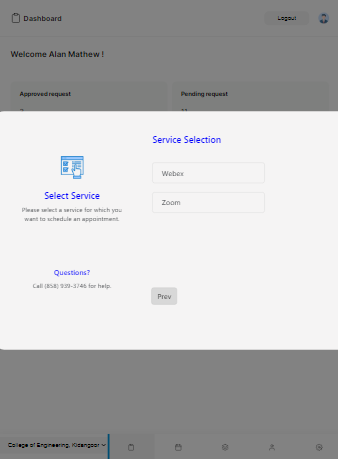 Dashboard
Logout
Welcome Alan Mathew !
Approved request
Pending request
Service Selection
Webex
Zoom
Select Service
Please select a service for which you
want to schedule an appointment.
Questions?
Call (858) 939-3746 for help.
Prev
College of Engineering, Kidangoor